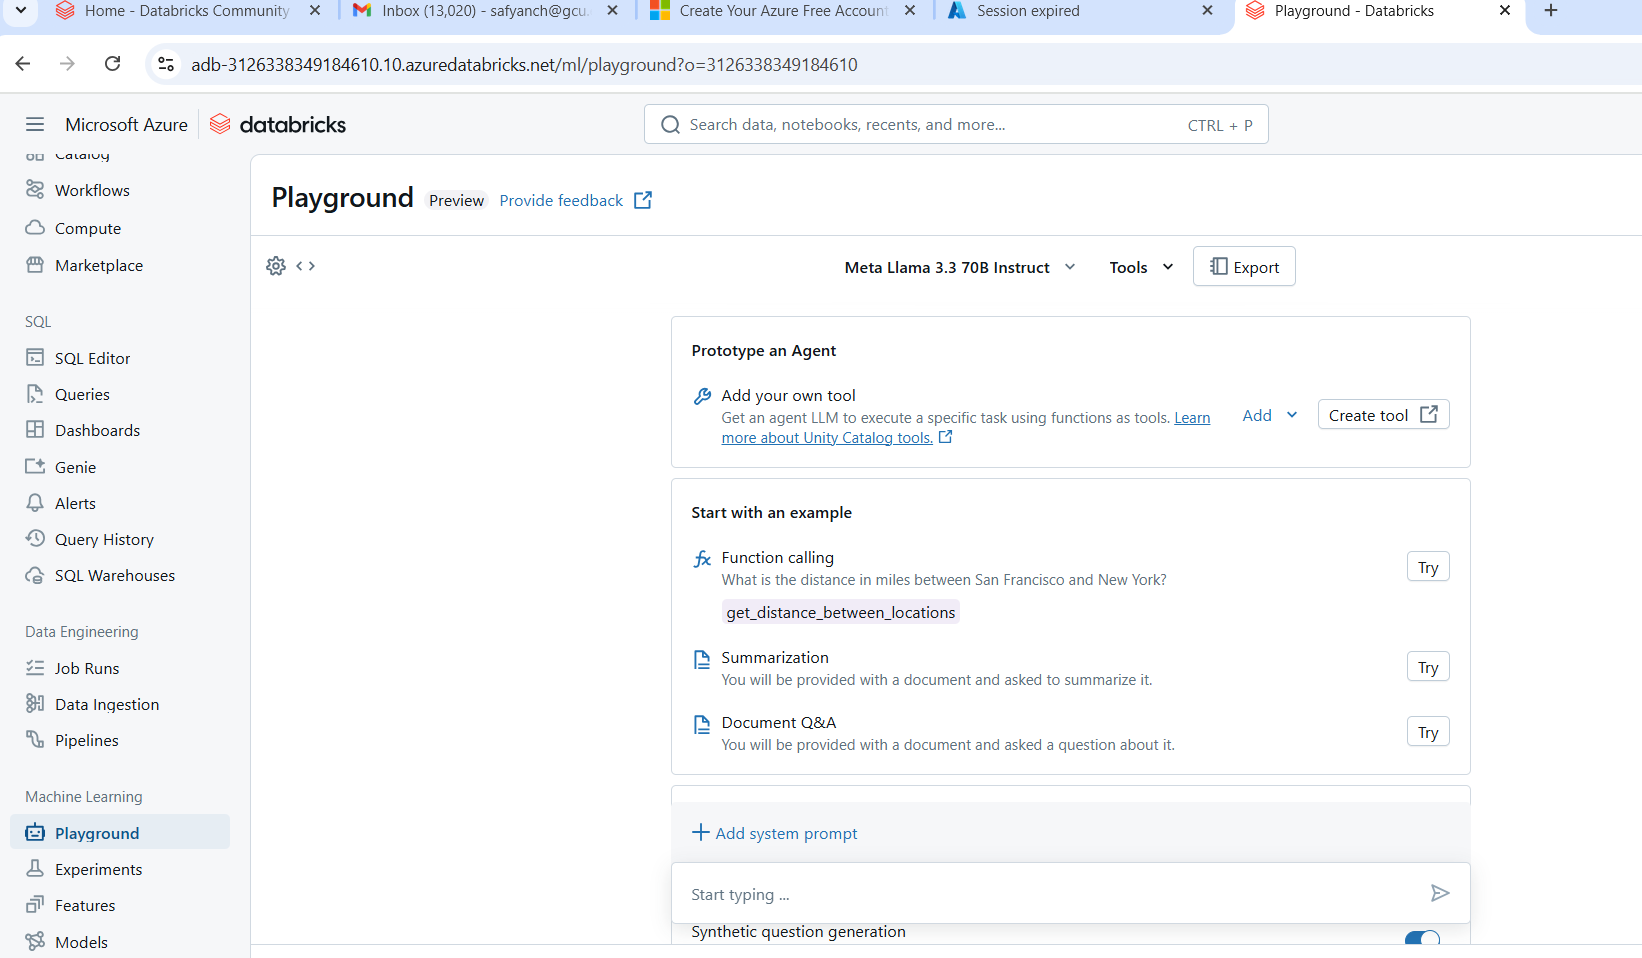 Home - Databricks Community
Inbox (13,020) - safyanch@gcu.
Create Your Azure Free Account
Session expired
Playground - Databricks
adb-3126338349184610.10.azuredatabricks.net/ml/playground?o=3126338349184610
Microsoft Azure
databricks
Search data, notebooks, recents, and more...
CTRL + P
Catalog
Workflows
Compute
Marketplace
SQL
SQL Editor
Queries
Dashboards
Genie
Alerts
Query History
SQL Warehouses
Data Engineering
Job Runs
Data Ingestion
Pipelines
Machine Learning
Playground
Experiments
Features
Models
Playground
Preview
Provide feedback
Meta Llama 3.3 70B Instruct
Tools
Export
Prototype an Agent
Add your own tool
Get an agent LLM to execute a specific task using functions as tools. Learn
more about Unity Catalog tools.
Add
Create tool
Start with an example
Function calling
What is the distance in miles between San Francisco and New York?
get_distance_between_locations
Try
Summarization
You will be provided with a document and asked to summarize it.
Try
Document Q&A
You will be provided with a document and asked a question about it.
Try
Add system prompt
Start typing ...
Synthetic question generation